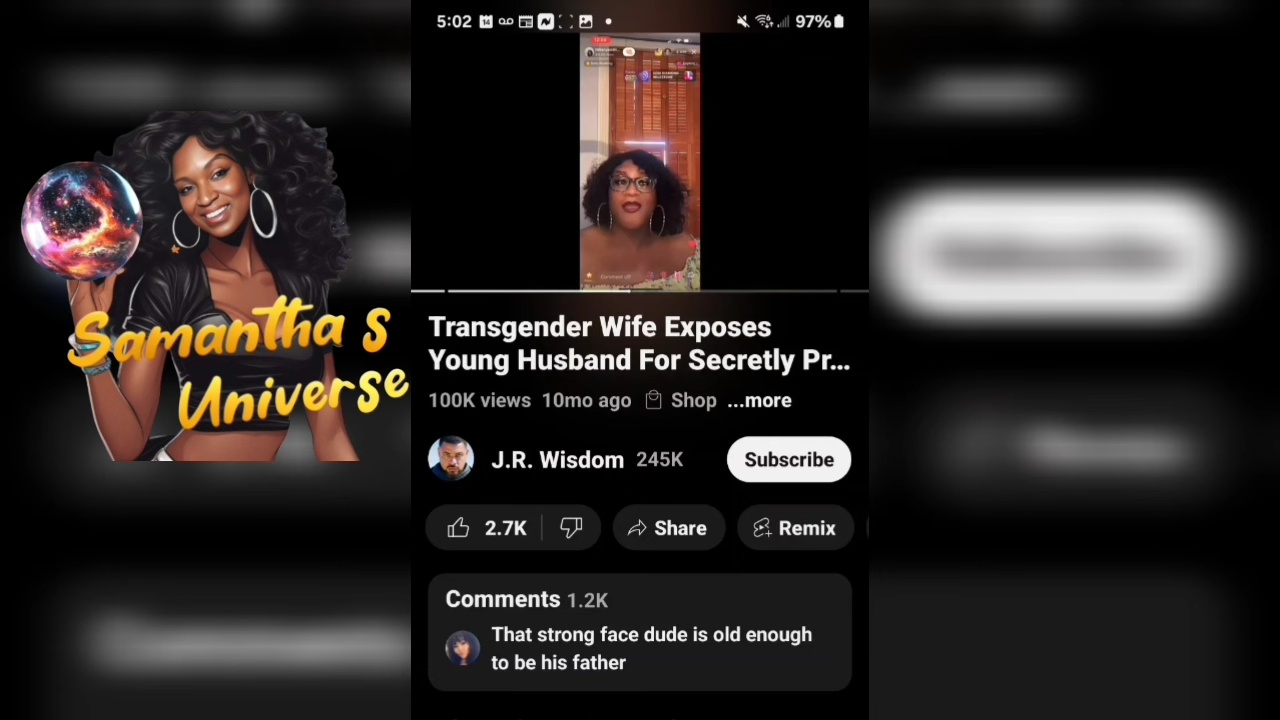 5:02
97%
Samantha S
Universe
Transgender Wife Exposes
Young Husband For Secretly Pr...
100K views 10mo ago Shop ...more
J.R. Wisdom 245K
Subscribe
2.7K
Share
Remix
Comments 1.2K
That strong face dude is old enough
to be his father